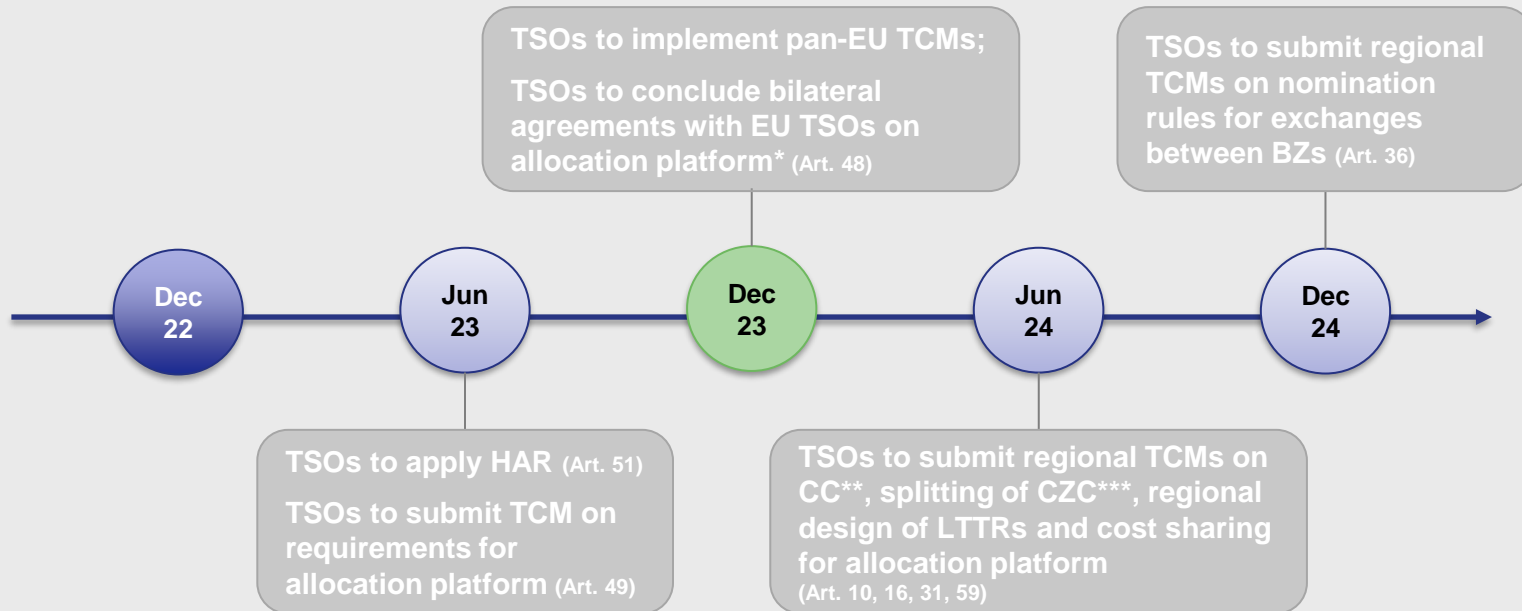 TSOs to implement pan-EU TCMs;
TSOs to conclude bilateral
agreements with EU TSOs on
allocation platform* (Art. 48)
TSOs to submit regional
TCMs on nomination
rules for exchanges
between BZs (Art. 36)
Dec
22
Jun
23
Dec
23
Jun
24
Dec
24
TSOs to apply HAR (Art. 51)
TSOs to submit TCM on
requirements for
allocation platform (Art. 49)
TSOs to submit regional TCMs on
CC**, splitting of CZC***, regional
design of LTTRs and cost sharing
for allocation platform
(Art. 10, 16, 31, 59)